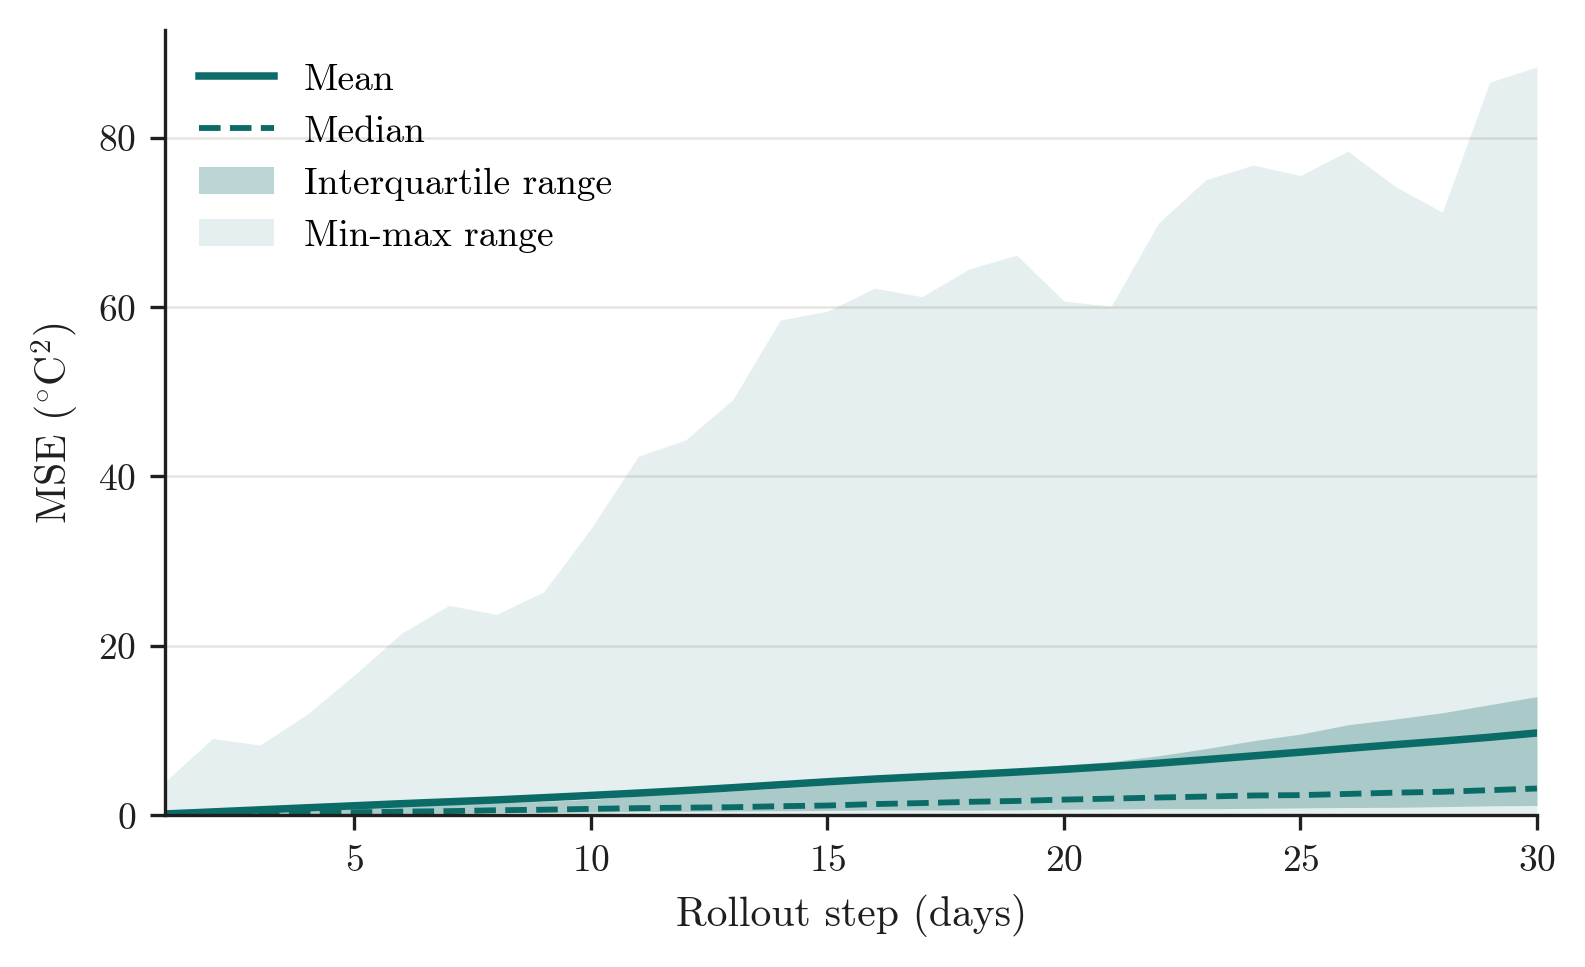 Mean
Median
Interquartile range
Min-max range
MSE (°C²)
80
60
40
20
0
5 10 15 20 25 30
Rollout step (days)